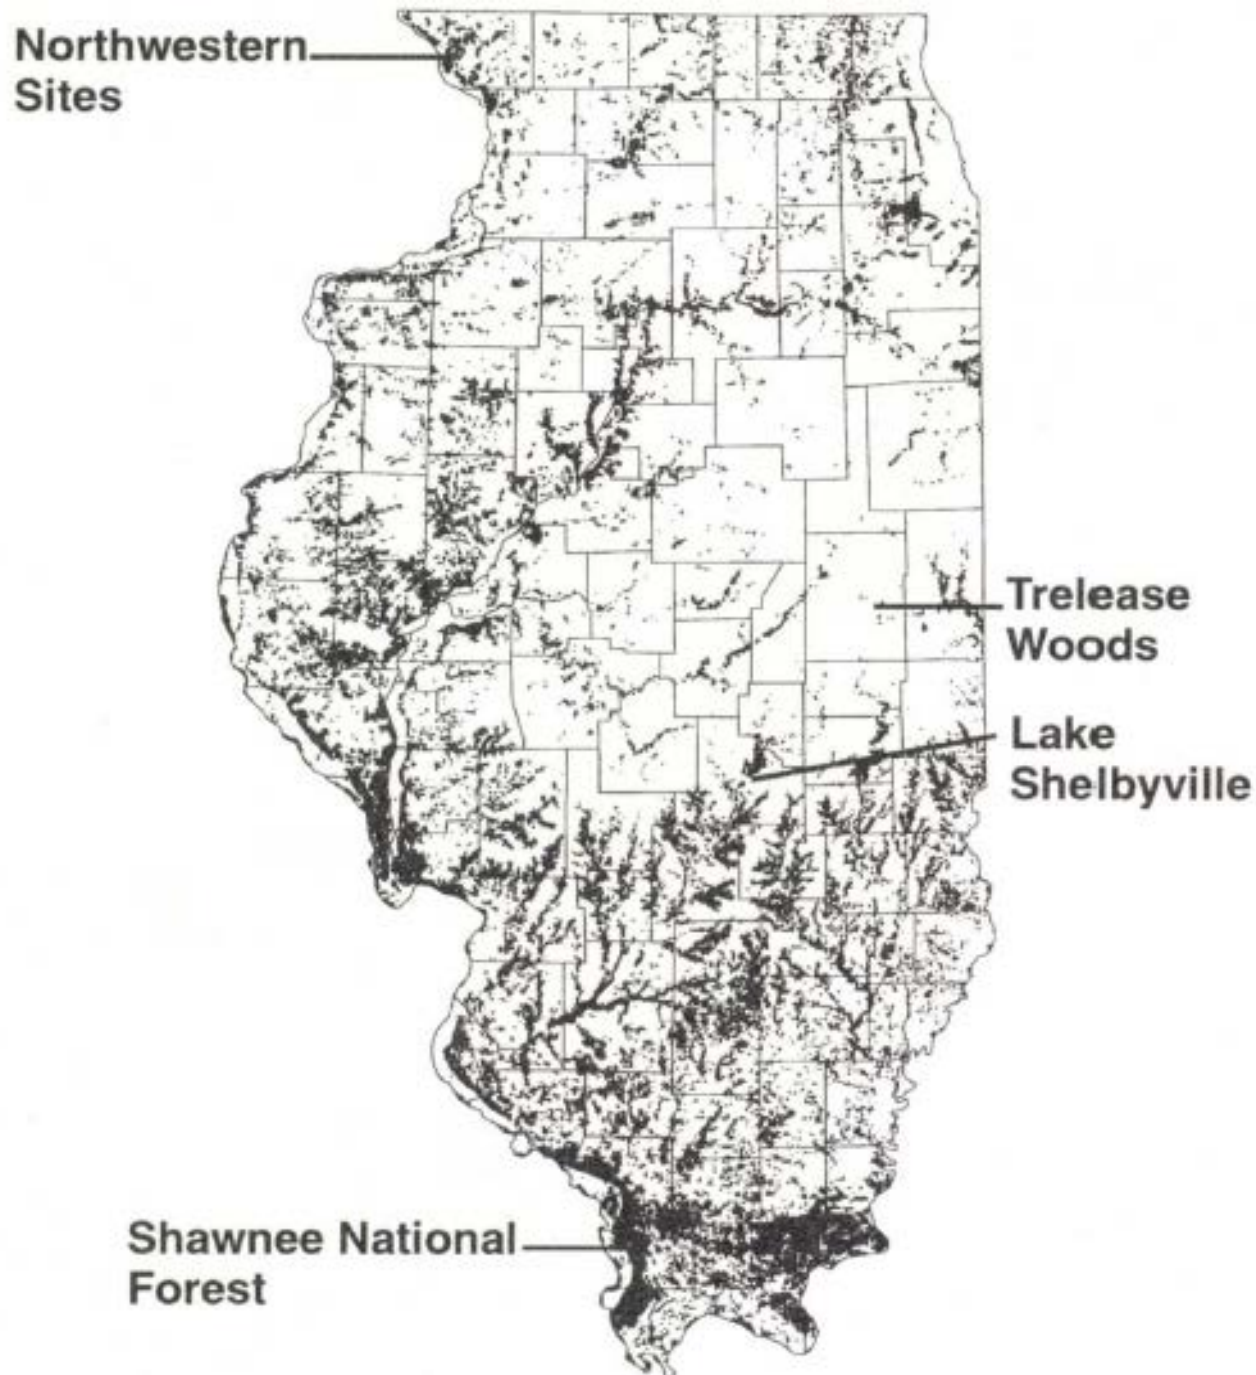 Northwestern
Sites
Trelease
Woods
Lake
Shelbyville
Shawnee National
Forest